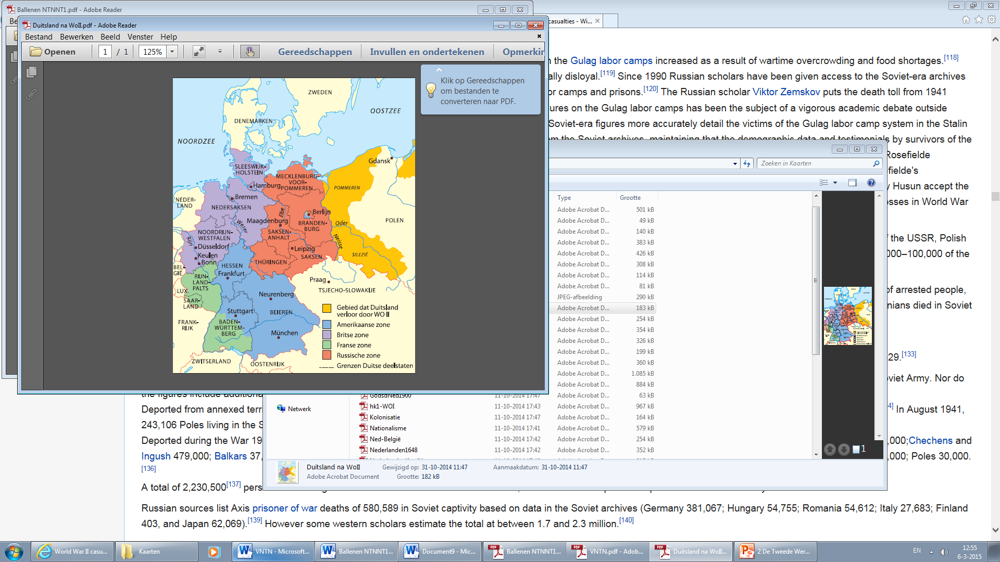 Ballenen NTNNT1.pdf - Adobe Reader
Be
Duitsland na WoII.pdf - Adobe Reader
Bestand Bewerken Beeld Venster Help
Openen 1 / 1 125% Gereedschappen Invullen en ondertekenen Opmerkin
Klik op Gereedschappen
om bestanden te
converteren naar PDF.
ZWEDEN
OOSTZEE
DENEMARKEN
NOORDZEE
Gdansk
SLEESWIJK-
HOLSTEIN
MECKLENBURG-
VOOR-
POMMEREN
Hamburg
POMMEREN
Bremen
NEDER-
LAND
NEDERSAKSEN
Elbe
Berlijn
Maagdenburg
Weser
BRANDEN-
BURG
Oder
POLEN
NOORDRIJN-
WESTFALEN
SAKSEN-
ANHALT
Rijn
Neisse
Düsseldorf
Leipzig
Keulen
SAKSEN
SILEZIË
Bonn
THÜRINGEN
BEL-
GIË
HESSEN
Frankfurt
RIJN-
LAND-
PALTS
Praag
TSJECHO-SLOWAKIJE
LUX.
Neurenberg
SAAR-
LAND
Stuttgart
BEIEREN
FRANK-
RIJK
BADEN-
WÜRTTEM-
BERG
München
ZWITSERLAND
OOSTENRIJK
Gebied dat Duitsland
verloor door WO II
Amerikaanse zone
Britse zone
Franse zone
Russische zone
Grenzen Duitse deelstaten
casualties - Wi...
n the Gulag labor camps increased as a result of wartime overcrowding and food shortages.[118]
ally disloyal.[119] Since 1990 Russian scholars have been given access to the Soviet-era archives
or camps and prisons.[120] The Russian scholar Viktor Zemskov puts the death toll from 1941
ures on the Gulag labor camps has been the subject of a vigorous academic debate outside
Soviet-era figures more accurately detail the victims of the Gulag labor camp system in the Stalin
m the Soviet archives, maintaining that the demographic data and testimonials by survivors of the
Rosefielde
efielde's
y Husun accept the
osses in World War
f the USSR, Polish
000–100,000 of the
of arrested people,
nians died in Soviet
29.[133]
oviet Army. Nor do
Zoeken in Kaarten
Type Grootte
Adobe Acrobat D... 501 kB
Adobe Acrobat D... 49 kB
Adobe Acrobat D... 140 kB
Adobe Acrobat D... 383 kB
Adobe Acrobat D... 426 kB
Adobe Acrobat D... 308 kB
Adobe Acrobat D... 114 kB
Adobe Acrobat D... 81 kB
JPEG-afbeelding 290 kB
Adobe Acrobat D... 183 kB
Adobe Acrobat D... 254 kB
Adobe Acrobat D... 354 kB
Adobe Acrobat D... 326 kB
Adobe Acrobat D... 199 kB
Adobe Acrobat D... 360 kB
Adobe Acrobat D... 1.085 kB
Adobe Acrobat D... 884 kB
GodsdNed1900 11-10-2014 17:47 Adobe Acrobat D... 63 kB
hk1-WOI 11-10-2014 17:43 Adobe Acrobat D... 967 kB
Kolonisatie 11-10-2014 17:47 Adobe Acrobat D... 164 kB
Nationalisme 11-10-2014 17:41 Adobe Acrobat D... 579 kB
Ned-België 11-10-2014 17:42 Adobe Acrobat D... 254 kB
Nederlanden1648 11-10-2014 17:42 Adobe Acrobat D... 352 kB
Netwerk
1
Duitsland na WoII Gewijzigd op: 31-10-2014 11:47 Aanmaakdatum: 31-10-2014 11:47
Adobe Acrobat Document Grootte: 182 kB
the figures include additiona
Deported from annexed terr 4] In August 1941,
243,106 Poles living in the S
Deported during the War 19 ,000;Chechens and
Ingush 479,000; Balkars 37, ,000; Poles 30,000.
[136]
A total of 2,230,500[137] pers
Russian sources list Axis prisoner of war deaths of 580,589 in Soviet captivity based on data in the Soviet archives (Germany 381,067; Hungary 54,755; Romania 54,612; Italy 27,683; Finland
403, and Japan 62,069).[139] However some western scholars estimate the total at between 1.7 and 2.3 million.[140]
World War II casu... Kaarten VNTN - Microsoft... Ballenen NTNNT1... Document9 - Mic... Ballenen NTNNT1... VNTN.pdf - Adob... Duitsland na WoII... 2 De Tweede Wer... EN 12:55
6-3-2015